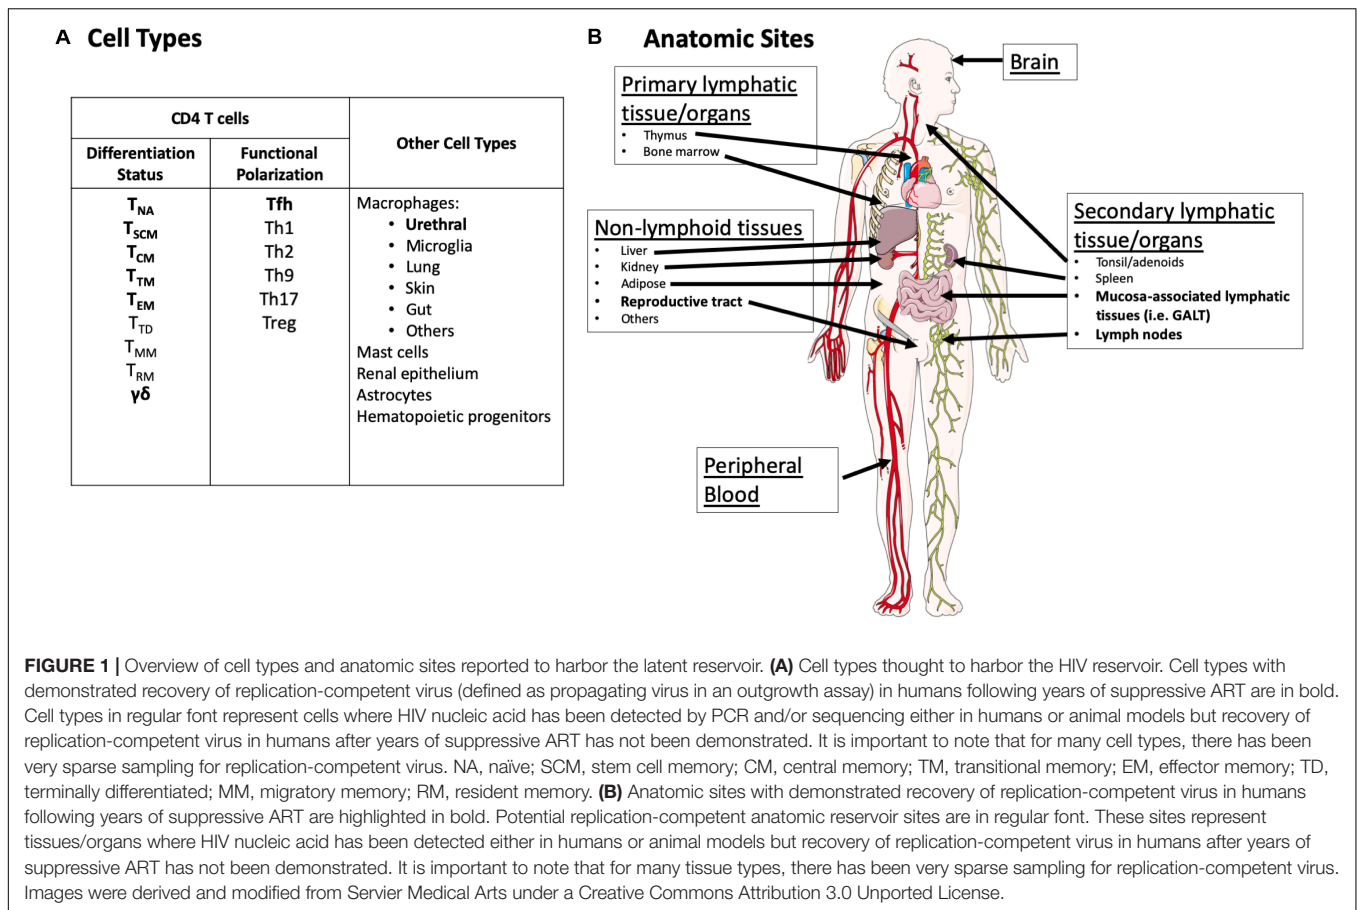 A Cell Types
CD4 T cells
Other Cell Types
Differentiation
Status
Functional
Polarization
TNA
TSCM
TCM
TTM
TEM
TTD
TMM
TRM
γδ
Tfh
Th1
Th2
Th9
Th17
Treg
Macrophages:
• Urethral
• Microglia
• Lung
• Skin
• Gut
• Others
Mast cells
Renal epithelium
Astrocytes
Hematopoietic progenitors
B Anatomic Sites
Brain
Primary lymphatic
tissue/organs
• Thymus
• Bone marrow
Non-lymphoid tissues
• Liver
• Kidney
• Adipose
• Reproductive tract
• Others
Secondary lymphatic
tissue/organs
• Tonsil/adenoids
• Spleen
• Mucosa-associated lymphatic
tissues (i.e. GALT)
• Lymph nodes
Peripheral
Blood
FIGURE 1 | Overview of cell types and anatomic sites reported to harbor the latent reservoir. (A) Cell types thought to harbor the HIV reservoir. Cell types with
demonstrated recovery of replication-competent virus (defined as propagating virus in an outgrowth assay) in humans following years of suppressive ART are in bold.
Cell types in regular font represent cells where HIV nucleic acid has been detected by PCR and/or sequencing either in humans or animal models but recovery of
replication-competent virus in humans after years of suppressive ART has not been demonstrated. It is important to note that for many cell types, there has been
very sparse sampling for replication-competent virus. NA, naïve; SCM, stem cell memory; CM, central memory; TM, transitional memory; EM, effector memory; TD,
terminally differentiated; MM, migratory memory; RM, resident memory. (B) Anatomic sites with demonstrated recovery of replication-competent virus in humans
following years of suppressive ART are highlighted in bold. Potential replication-competent anatomic reservoir sites are in regular font. These sites represent
tissues/organs where HIV nucleic acid has been detected either in humans or animal models but recovery of replication-competent virus in humans after years of
suppressive ART has not been demonstrated. It is important to note that for many tissue types, there has been very sparse sampling for replication-competent virus.
Images were derived and modified from Servier Medical Arts under a Creative Commons Attribution 3.0 Unported License.